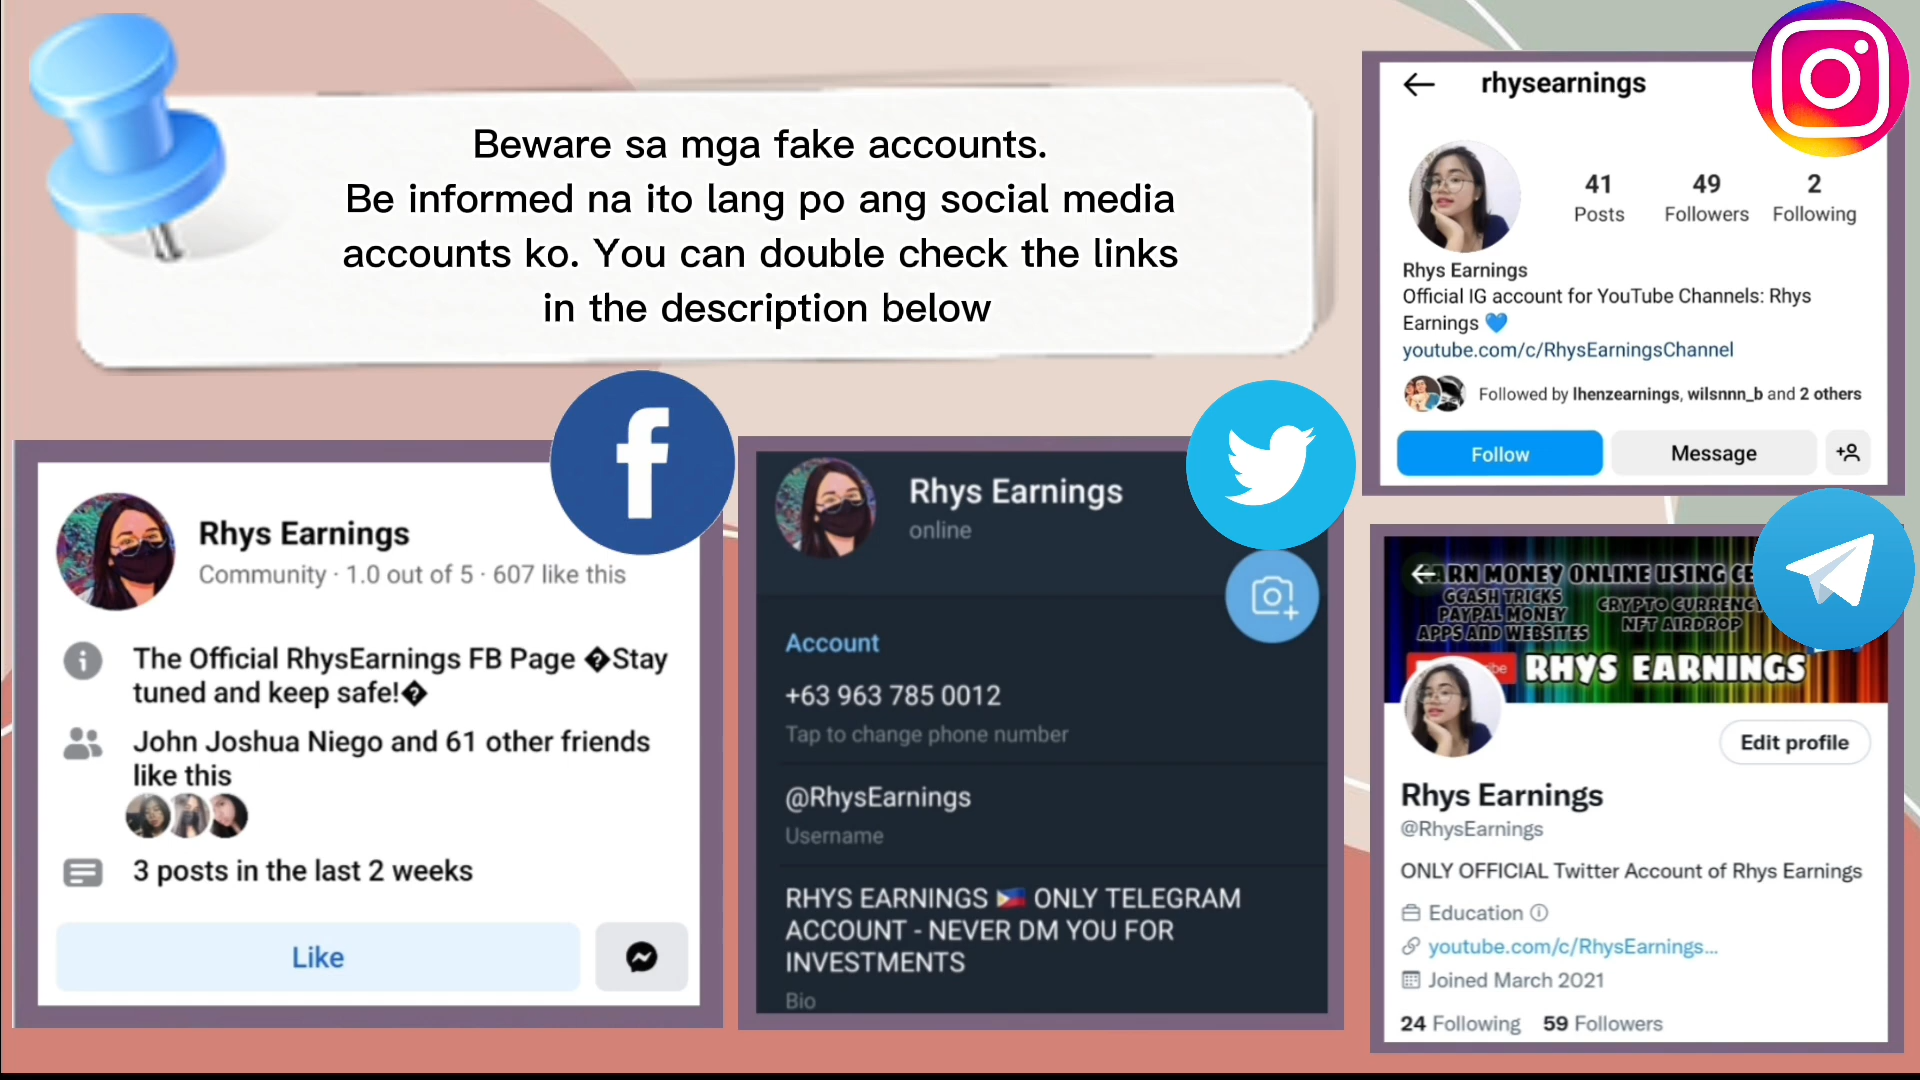 Beware sa mga fake accounts.
Be informed na ito lang po ang social media
accounts ko. You can double check the links
in the description below
rhysearnings
41 49 2
Posts Followers Following
Rhys Earnings
Official IG account for YouTube Channels: Rhys
Earnings 💙
youtube.com/c/RhysEarningsChannel
Followed by lhenzearnings, wilsnnn_b and 2 others
Follow Message
Rhys Earnings
Community · 1.0 out of 5 · 607 like this
The Official RhysEarnings FB Page �Stay
tuned and keep safe!�
John Joshua Niego and 61 other friends
like this
3 posts in the last 2 weeks
Like
Rhys Earnings
online
Account
+63 963 785 0012
Tap to change phone number
@RhysEarnings
Username
RHYS EARNINGS 🇵🇭 ONLY TELEGRAM
ACCOUNT - NEVER DM YOU FOR
INVESTMENTS
Bio
RN MONEY ONLINE USING CE
GCASH TRICKS
PAYPAL MONEY
APPS AND WEBSITES
CRYPTO CURRENC
NFT AIRDROP
RHYS EARNINGS
Edit profile
Rhys Earnings
@RhysEarnings
ONLY OFFICIAL Twitter Account of Rhys Earnings
Education
youtube.com/c/RhysEarnings...
Joined March 2021
24 Following 59 Followers